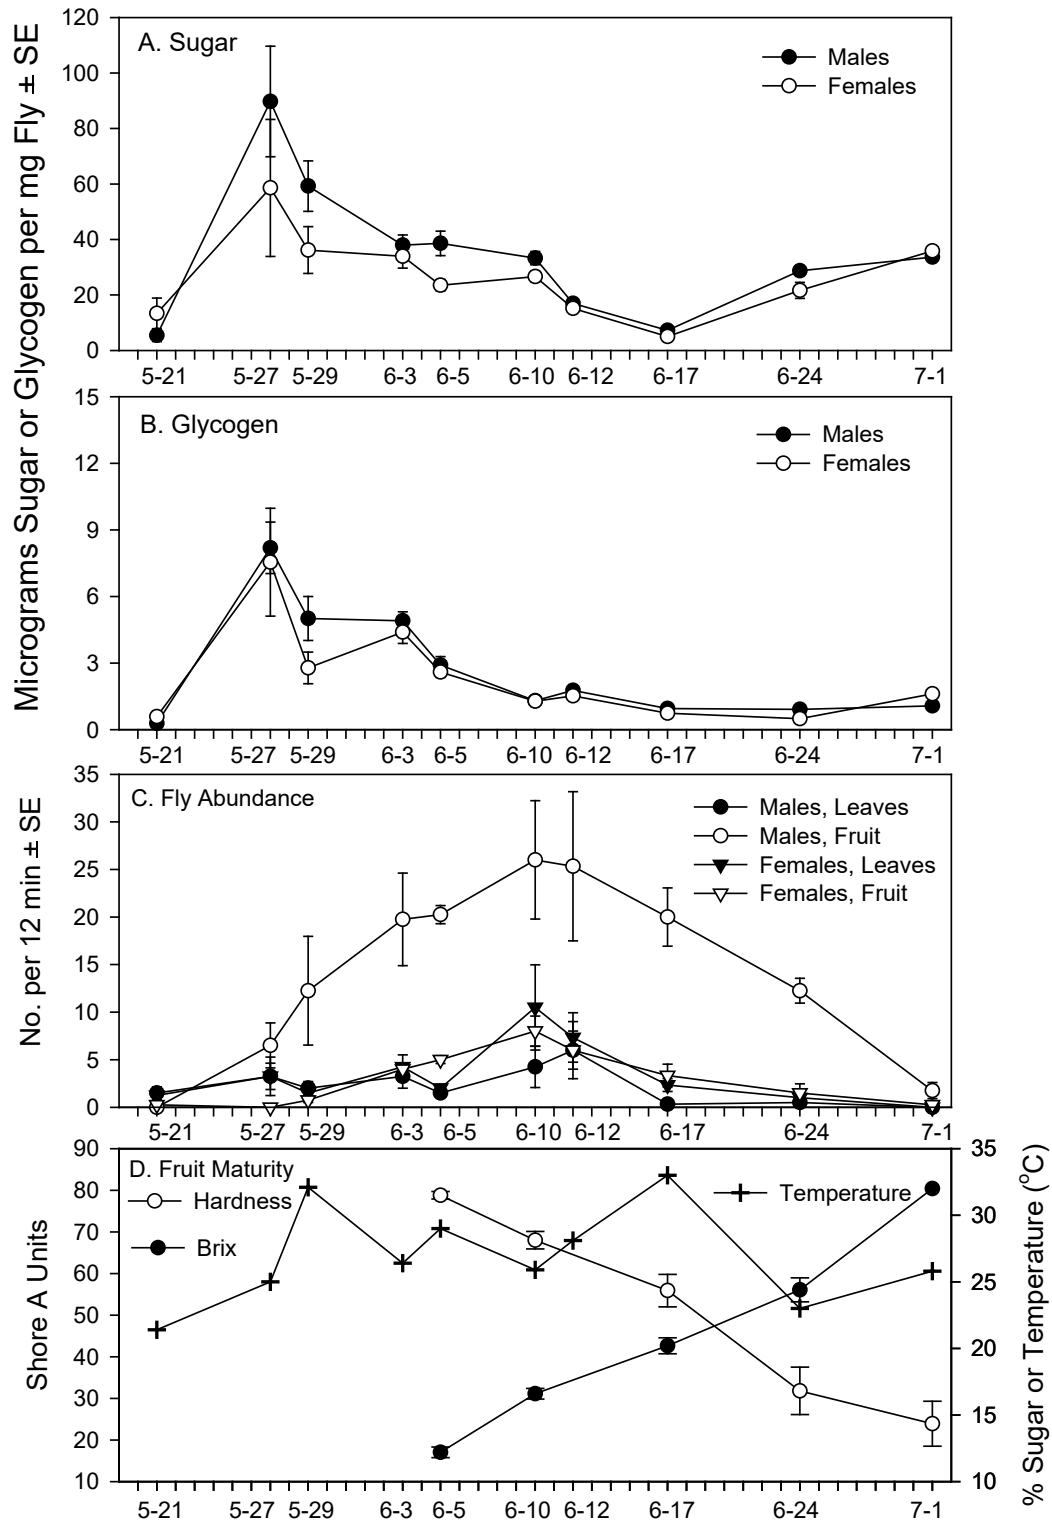 Micrograms Sugar or Glycogen per mg Fly ± SE
A. Sugar
Males
Females
120
100
80
60
40
20
0
5-21 5-27 5-29 6-3 6-5 6-10 6-12 6-17 6-24 7-1
B. Glycogen
Males
Females
15
12
9
6
3
0
5-21 5-27 5-29 6-3 6-5 6-10 6-12 6-17 6-24 7-1
No. per 12 min ± SE
C. Fly Abundance
Males, Leaves
Males, Fruit
Females, Leaves
Females, Fruit
35
30
25
20
15
10
5
0
5-21 5-27 5-29 6-3 6-5 6-10 6-12 6-17 6-24 7-1
Shore A Units
D. Fruit Maturity
Hardness
Brix
Temperature
90
80
70
60
50
40
30
20
10
35
30
25
20
15
10
% Sugar or Temperature (°C)
5-21 5-27 5-29 6-3 6-5 6-10 6-12 6-17 6-24 7-1